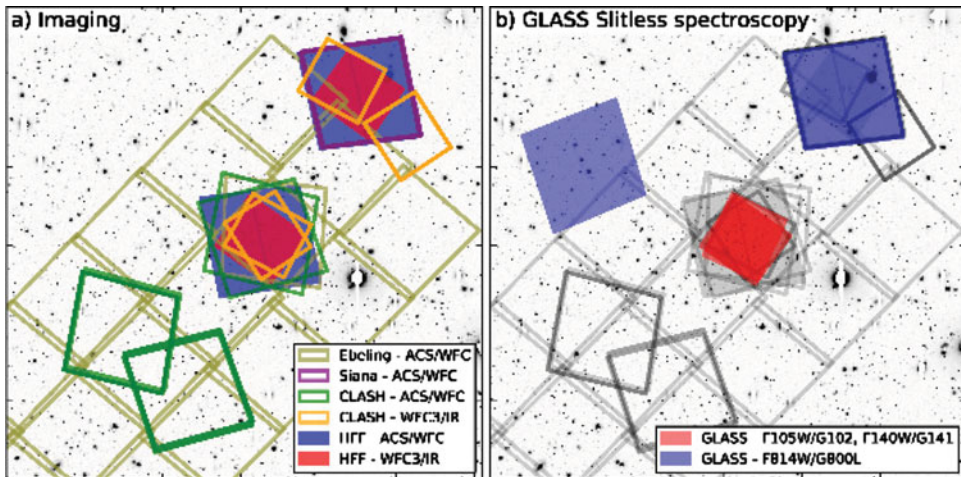 a) Imaging
Ebeling - ACS/WFC
Siana - ACS/WFC
CLASH - ACS/WFC
CLASH - WFC3/IR
HFF - ACS/WFC
HFF - WFC3/IR
b) GLASS Slitless spectroscopy
GLASS - F105W/G102, F140W/G141
GLASS - F814W/G800L